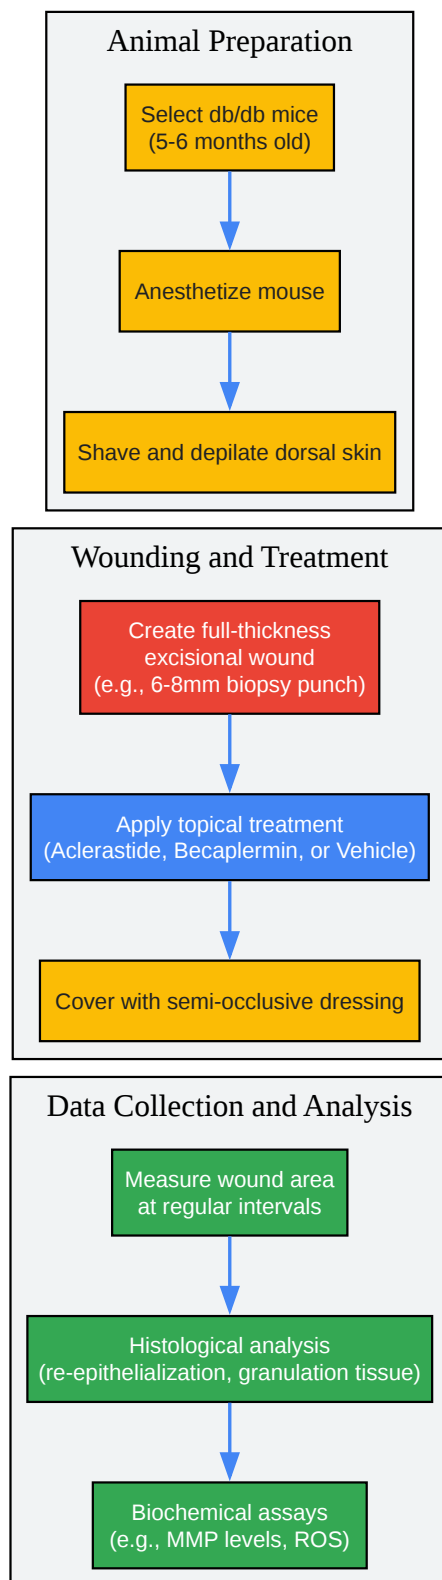 Animal Preparation
Select db/db mice
(5-6 months old)
Anesthetize mouse
Shave and depilate dorsal skin
Wounding and Treatment
Create full-thickness
excisional wound
(e.g., 6-8mm biopsy punch)
Apply topical treatment
(Aclerastide, Becaplermin, or Vehicle)
Cover with semi-occlusive dressing
Data Collection and Analysis
Measure wound area
at regular intervals
Histological analysis
(re-epithelialization, granulation tissue)
Biochemical assays
(e.g., MMP levels, ROS)